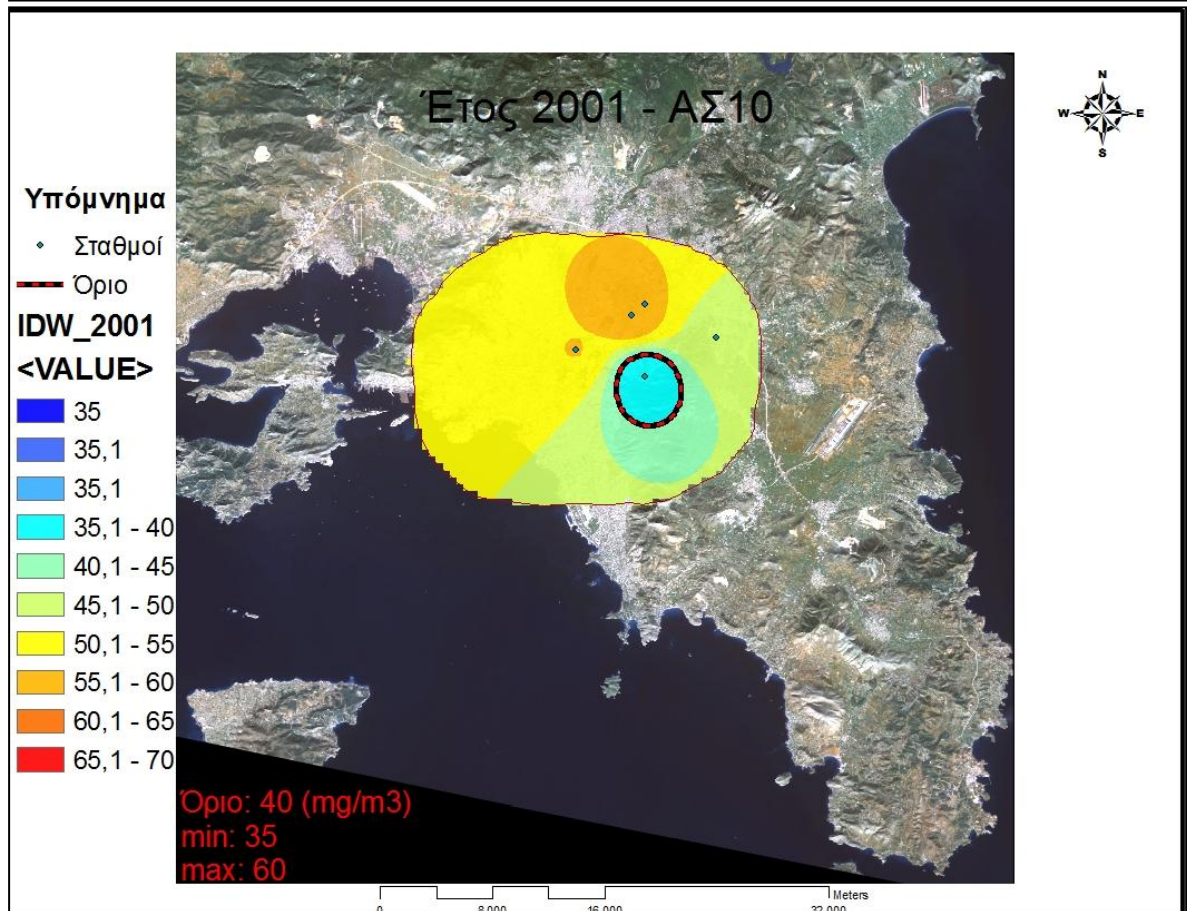 Έτος 2001 - ΑΣ10
N
W
E
S
Υπόμνημα
Σταθμοί
Όριο
IDW_2001
<VALUE>
35
35,1
35,1
35,1 - 40
40,1 - 45
45,1 - 50
50,1 - 55
55,1 - 60
60,1 - 65
65,1 - 70
Όριο: 40 (mg/m3)
min: 35
max: 60
Meters
0 8.000 16.000 32.000